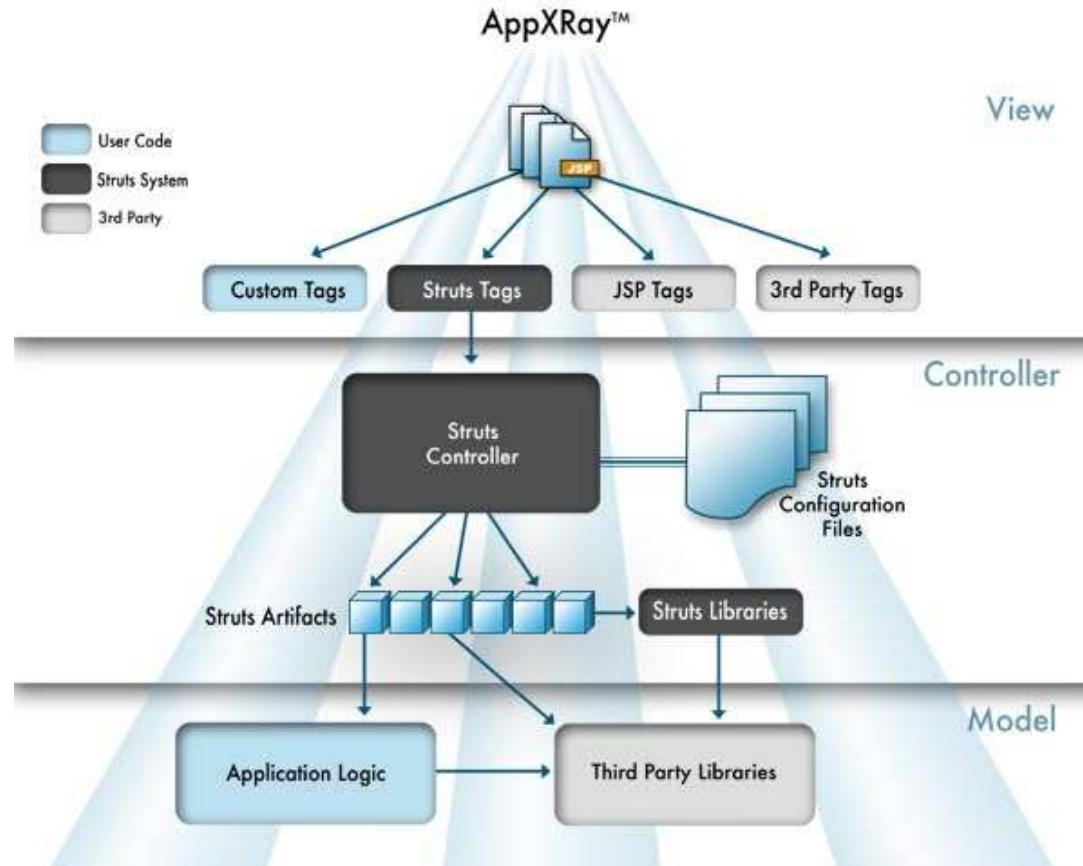 AppXRay™
View
User Code
Struts System
3rd Party
JSP
Custom Tags
Struts Tags
JSP Tags
3rd Party Tags
Controller
Struts
Controller
Struts
Configuration
Files
Struts Artifacts
Struts Libraries
Model
Application Logic
Third Party Libraries